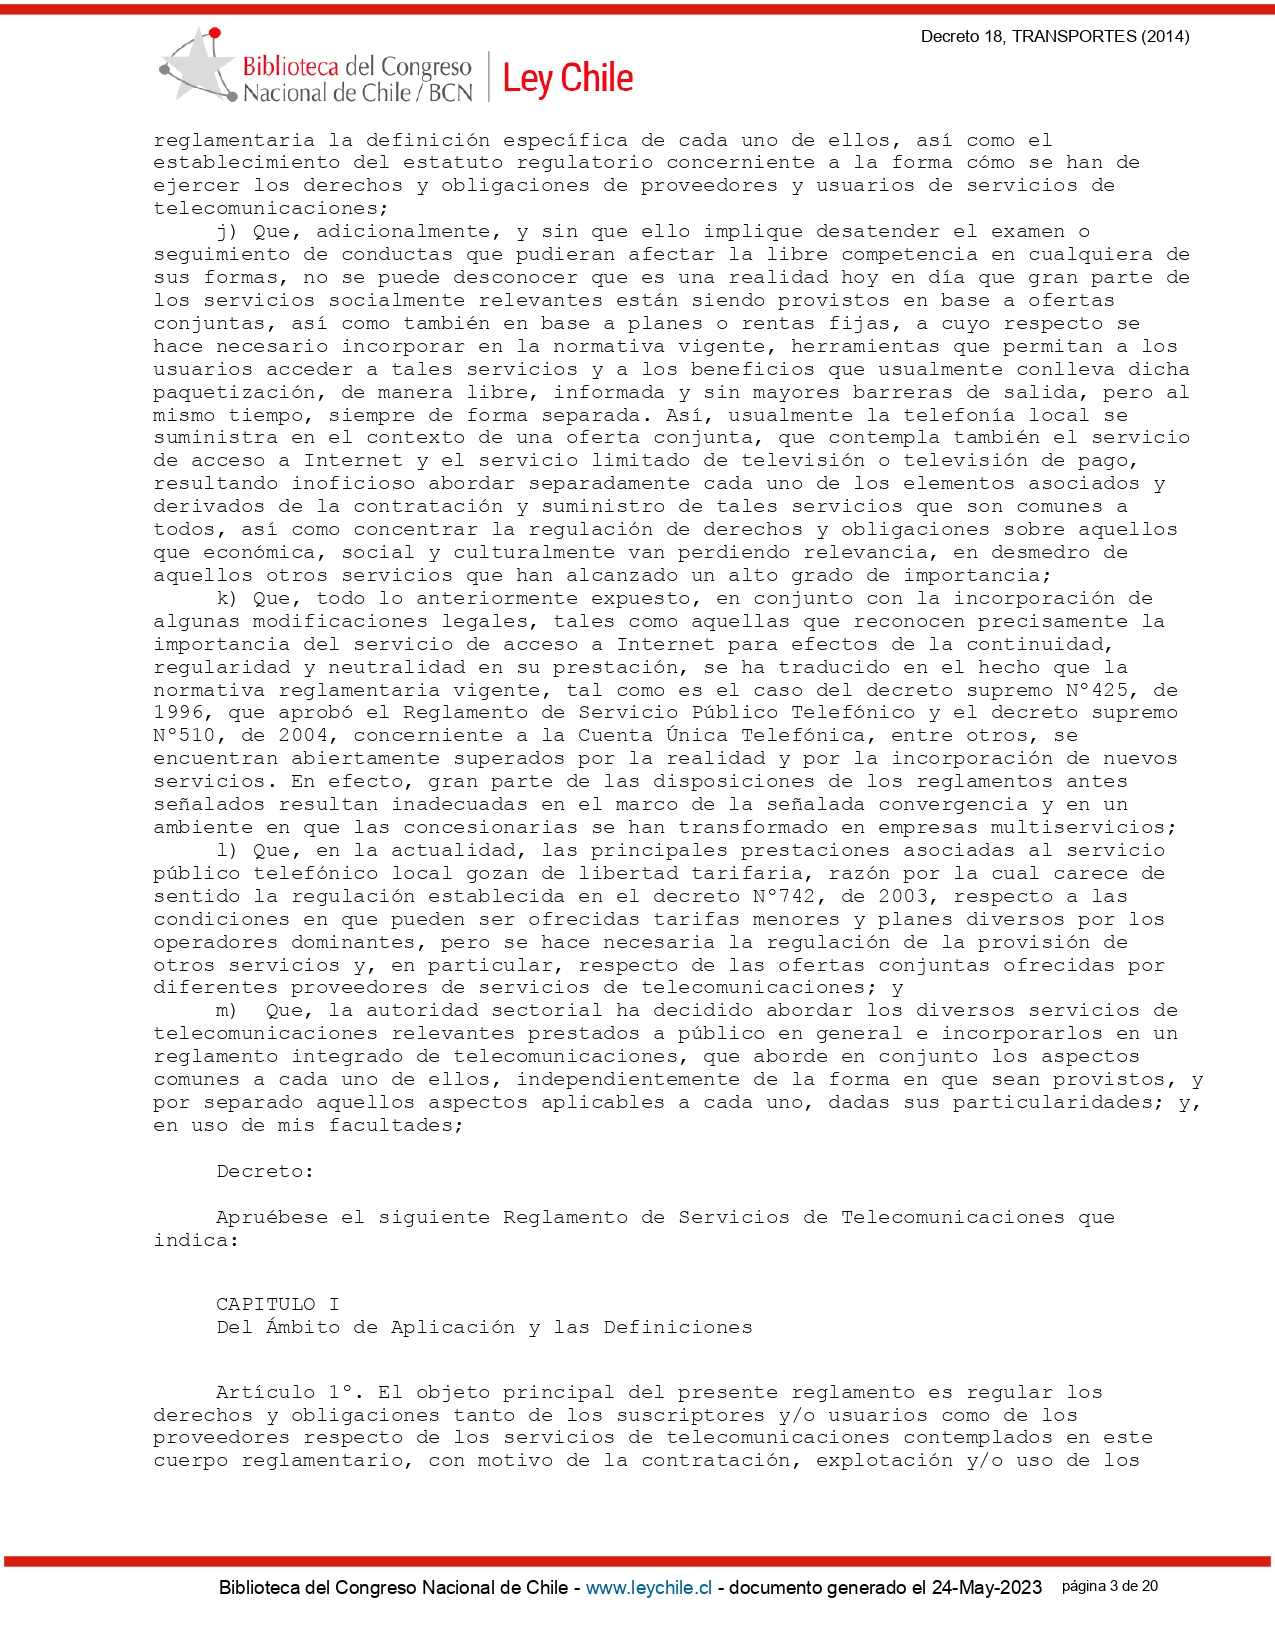 Decreto 18, TRANSPORTES (2014)
Biblioteca del Congreso
Nacional de Chile / BCN
Ley Chile
reglamentaria la definición específica de cada uno de ellos, así como el
establecimiento del estatuto regulatorio concerniente a la forma cómo se han de
ejercer los derechos y obligaciones de proveedores y usuarios de servicios de
telecomunicaciones;
j) Que, adicionalmente, y sin que ello implique desatender el examen o
seguimiento de conductas que pudieran afectar la libre competencia en cualquiera de
sus formas, no se puede desconocer que es una realidad hoy en día que gran parte de
los servicios socialmente relevantes están siendo provistos en base a ofertas
conjuntas, así como también en base a planes o rentas fijas, a cuyo respecto se
hace necesario incorporar en la normativa vigente, herramientas que permitan a los
usuarios acceder a tales servicios y a los beneficios que usualmente conlleva dicha
paquetización, de manera libre, informada y sin mayores barreras de salida, pero al
mismo tiempo, siempre de forma separada. Así, usualmente la telefonía local se
suministra en el contexto de una oferta conjunta, que contempla también el servicio
de acceso a Internet y el servicio limitado de televisión o televisión de pago,
resultando inoficioso abordar separadamente cada uno de los elementos asociados y
derivados de la contratación y suministro de tales servicios que son comunes a
todos, así como concentrar la regulación de derechos y obligaciones sobre aquellos
que económica, social y culturalmente van perdiendo relevancia, en desmedro de
aquellos otros servicios que han alcanzado un alto grado de importancia;
k) Que, todo lo anteriormente expuesto, en conjunto con la incorporación de
algunas modificaciones legales, tales como aquellas que reconocen precisamente la
importancia del servicio de acceso a Internet para efectos de la continuidad,
regularidad y neutralidad en su prestación, se ha traducido en el hecho que la
normativa reglamentaria vigente, tal como es el caso del decreto supremo Nº425, de
1996, que aprobó el Reglamento de Servicio Público Telefónico y el decreto supremo
Nº510, de 2004, concerniente a la Cuenta Única Telefónica, entre otros, se
encuentran abiertamente superados por la realidad y por la incorporación de nuevos
servicios. En efecto, gran parte de las disposiciones de los reglamentos antes
señalados resultan inadecuadas en el marco de la señalada convergencia y en un
ambiente en que las concesionarias se han transformado en empresas multiservicios;
l) Que, en la actualidad, las principales prestaciones asociadas al servicio
público telefónico local gozan de libertad tarifaria, razón por la cual carece de
sentido la regulación establecida en el decreto Nº742, de 2003, respecto a las
condiciones en que pueden ser ofrecidas tarifas menores y planes diversos por los
operadores dominantes, pero se hace necesaria la regulación de la provisión de
otros servicios y, en particular, respecto de las ofertas conjuntas ofrecidas por
diferentes proveedores de servicios de telecomunicaciones; y
m)  Que, la autoridad sectorial ha decidido abordar los diversos servicios de
telecomunicaciones relevantes prestados a público en general e incorporarlos en un
reglamento integrado de telecomunicaciones, que aborde en conjunto los aspectos
comunes a cada uno de ellos, independientemente de la forma en que sean provistos, y
por separado aquellos aspectos aplicables a cada uno, dadas sus particularidades; y,
en uso de mis facultades;
Decreto:
Apruébese el siguiente Reglamento de Servicios de Telecomunicaciones que
indica:
CAPITULO I
Del Ámbito de Aplicación y las Definiciones
Artículo 1º. El objeto principal del presente reglamento es regular los
derechos y obligaciones tanto de los suscriptores y/o usuarios como de los
proveedores respecto de los servicios de telecomunicaciones contemplados en este
cuerpo reglamentario, con motivo de la contratación, explotación y/o uso de los
Biblioteca del Congreso Nacional de Chile - www.leychile.cl - documento generado el 24-May-2023 página 3 de 20